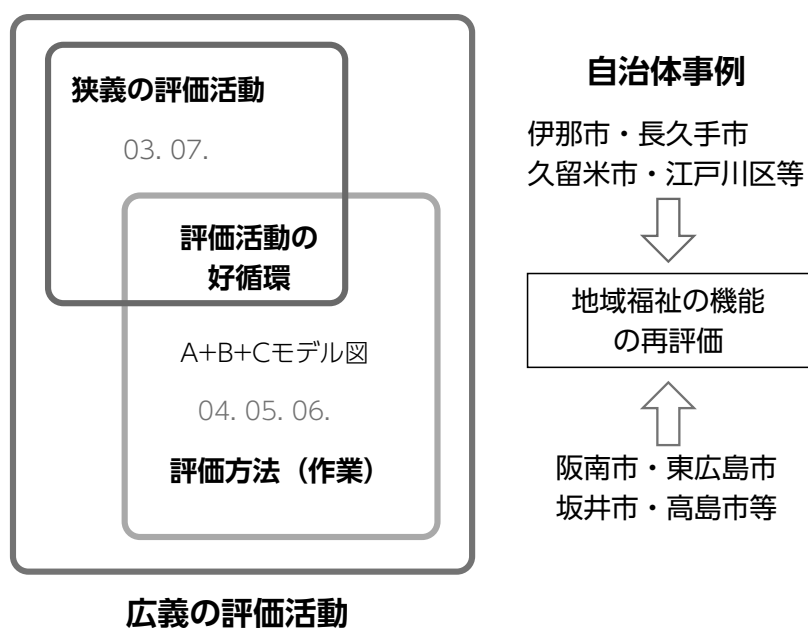 狭義の評価活動
03. 07.
評価活動の
好循環
A+B+Cモデル図
04. 05. 06.
評価方法（作業）
広義の評価活動
自治体事例
伊那市・長久手市
久留米市・江戸川区等
地域福祉の機能
の再評価
阪南市・東広島市
坂井市・高島市等